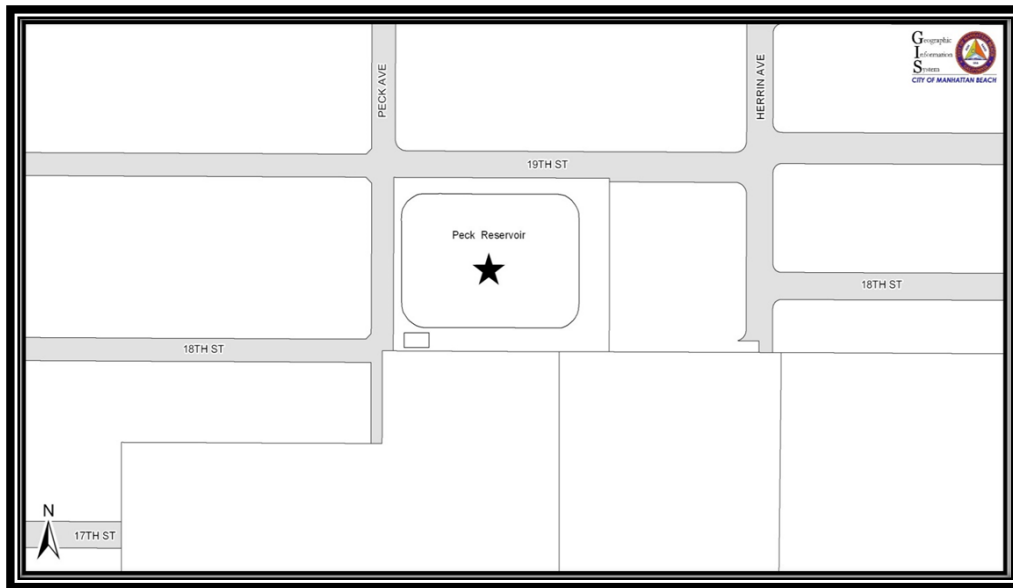 Geographic
Information
System
CITY OF MANHATTAN BEACH
PECK AVE
HERRIN AVE
19TH ST
Peck Reservoir
18TH ST
18TH ST
N
17TH ST